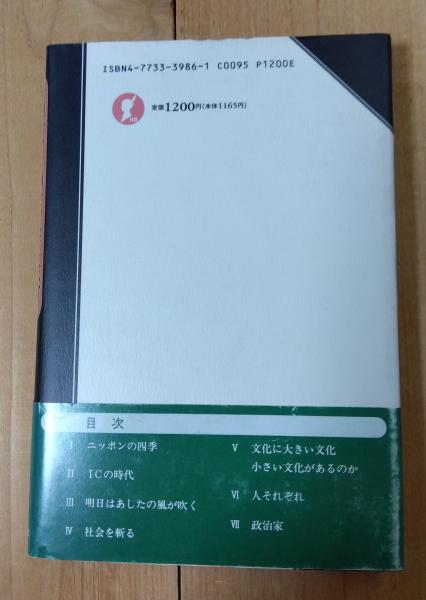 ISBN4-7733-3986-1 C0095 P1200E
定価1200円(本体1165円)
目次
I ニッポンの四季
II ICの時代
III 明日はあしたの風が吹く
IV 社会を斬る
V 文化に大きい文化
小さい文化があるのか
VI 人それぞれ
VII 政治家